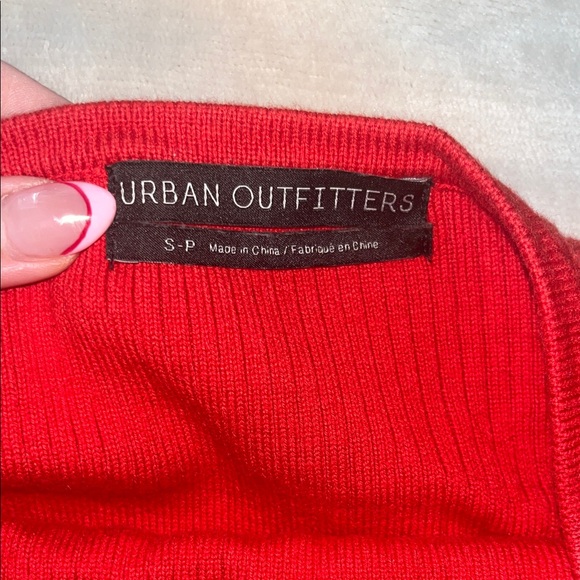 URBAN OUTFITTERS
S-P Made in China / Fabriqué en Chine